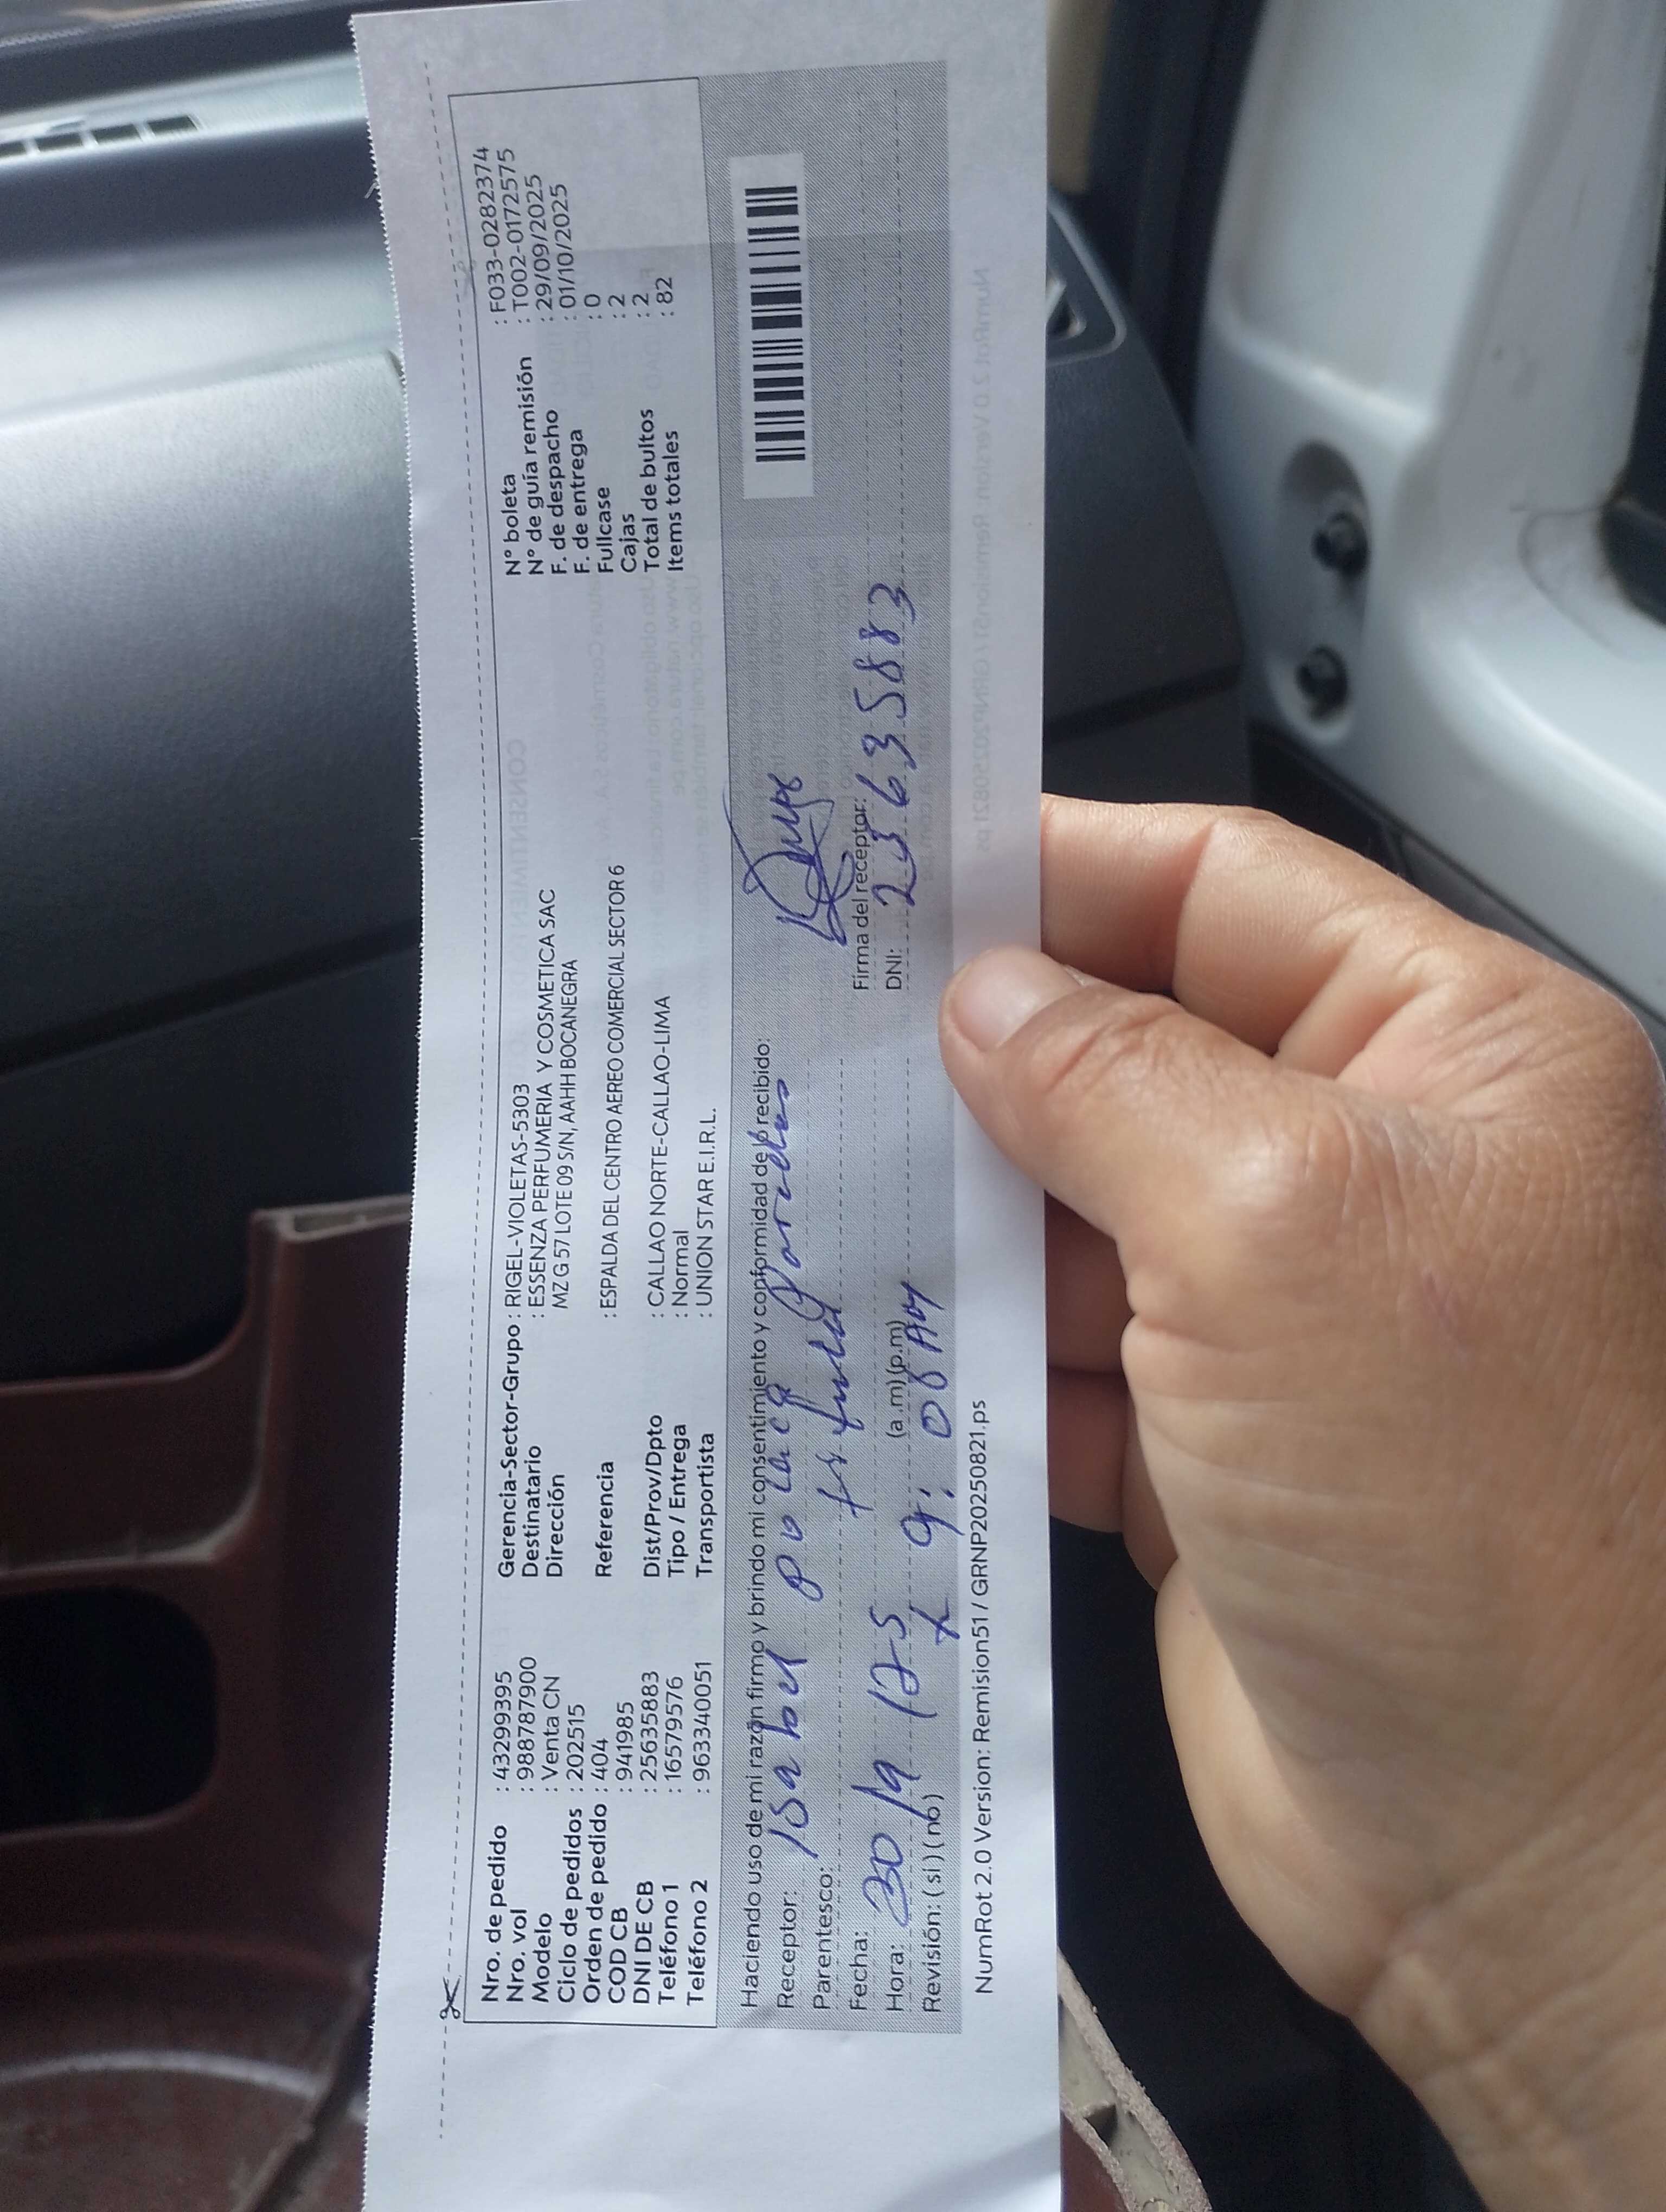 Nro. de pedido : 43299395
Nro. vol : 988787900
Modelo : Venta CN
Ciclo de pedidos : 202515
Orden de pedido : 404
COD CB : 941985
DNI DE CB : 25635883
Teléfono 1 : 16579576
Teléfono 2 : 963340051
Gerencia-Sector-Grupo : RIGEL-VIOLETAS-5303
Destinatario : ESSENZA PERFUMERIA Y COSMETICA SAC
Dirección MZ G 57 LOTE 09 S/N, AAHH BOCANEGRA
Referencia : ESPALDA DEL CENTRO AEREO COMERCIAL SECTOR 6
Dist/Prov/Dpto : CALLAO NORTE-CALLAO-LIMA
Tipo / Entrega : Normal
Transportista : UNION STAR E.I.R.L.
N° boleta : F033-0282374
N° de guía remisión : T002-0172575
F. de despacho : 29/09/2025
F. de entrega : 01/10/2025
Fullcase : 0
Cajas : 2
Total de bultos : 2
Items totales : 82
Haciendo uso de mi razón firmo y brindo mi consentimiento y conformidad de lo recibido:
Receptor: Isabel Paredes
Parentesco:
Fecha: 30/9/25
Hora: 9:08 AM (a.m) (p.m)
Revisión: (si) (no)
Firma del receptor:
DNI: 25635883
NumRot 2.0 Version: Remision51 / GRNP20250821.ps